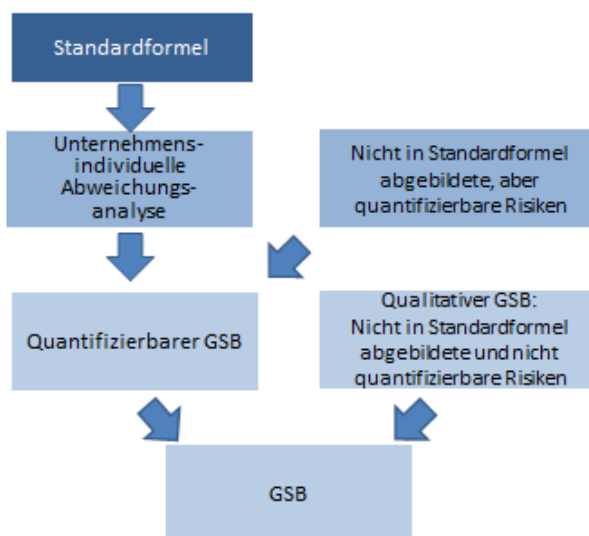 Standardformel
Unternehmens-
individuelle
Abweichungs-
analyse
Nicht in Standardformel
abgebildete, aber
quantifizierbare Risiken
Quantifizierbarer GSB
Qualitativer GSB:
Nicht in Standardformel
abgebildete und nicht
quantifizierbare Risiken
GSB